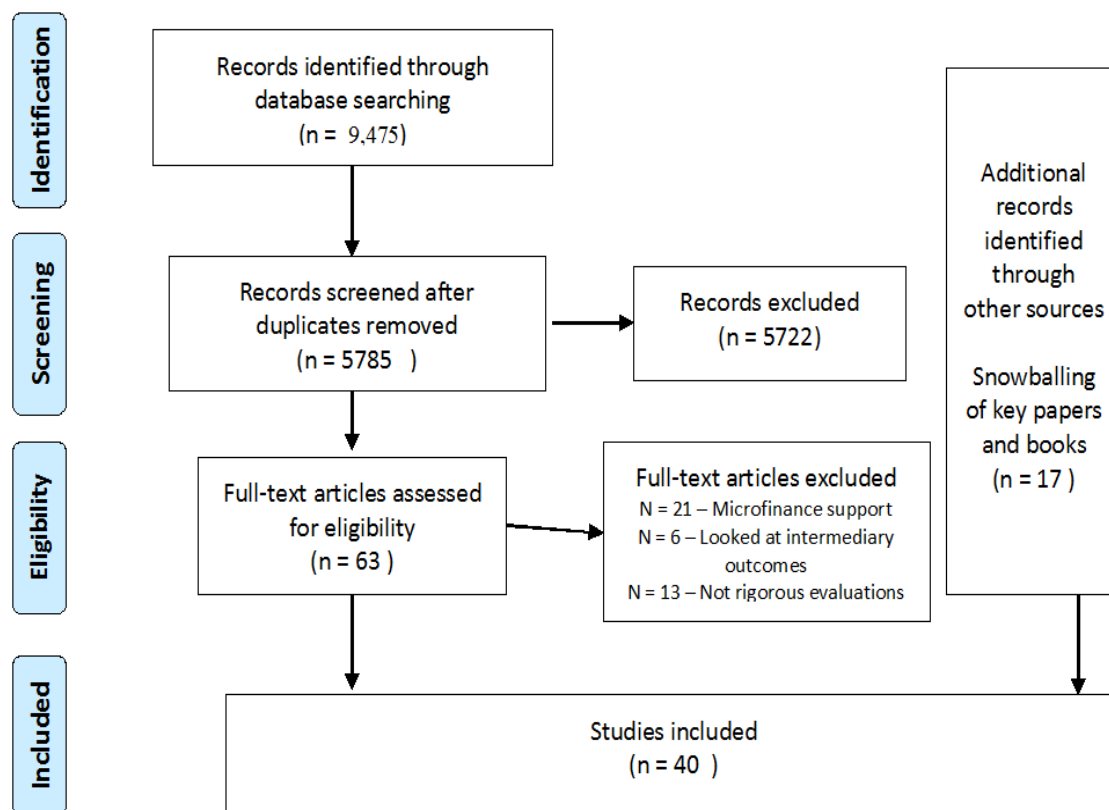 Identification
Records identified through
database searching
(n = 9,475)
Additional
records
identified
through
other sources
Snowballing
of key papers
and books
(n = 17 )
Screening
Records screened after
duplicates removed
(n = 5785 )
Records excluded
(n = 5722)
Eligibility
Full-text articles assessed
for eligibility
(n = 63 )
Full-text articles excluded
N = 21 – Microfinance support
N = 6 – Looked at intermediary
outcomes
N = 13 – Not rigorous evaluations
Included
Studies included
(n = 40 )